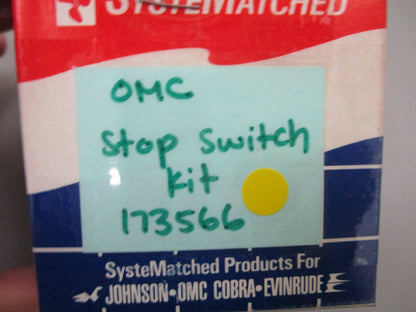 SYSTEMATCHED
OMC
Stop Switch
Kit
173566
SysteMatched Products For
JOHNSON•OMC COBRA•EVINRUDE